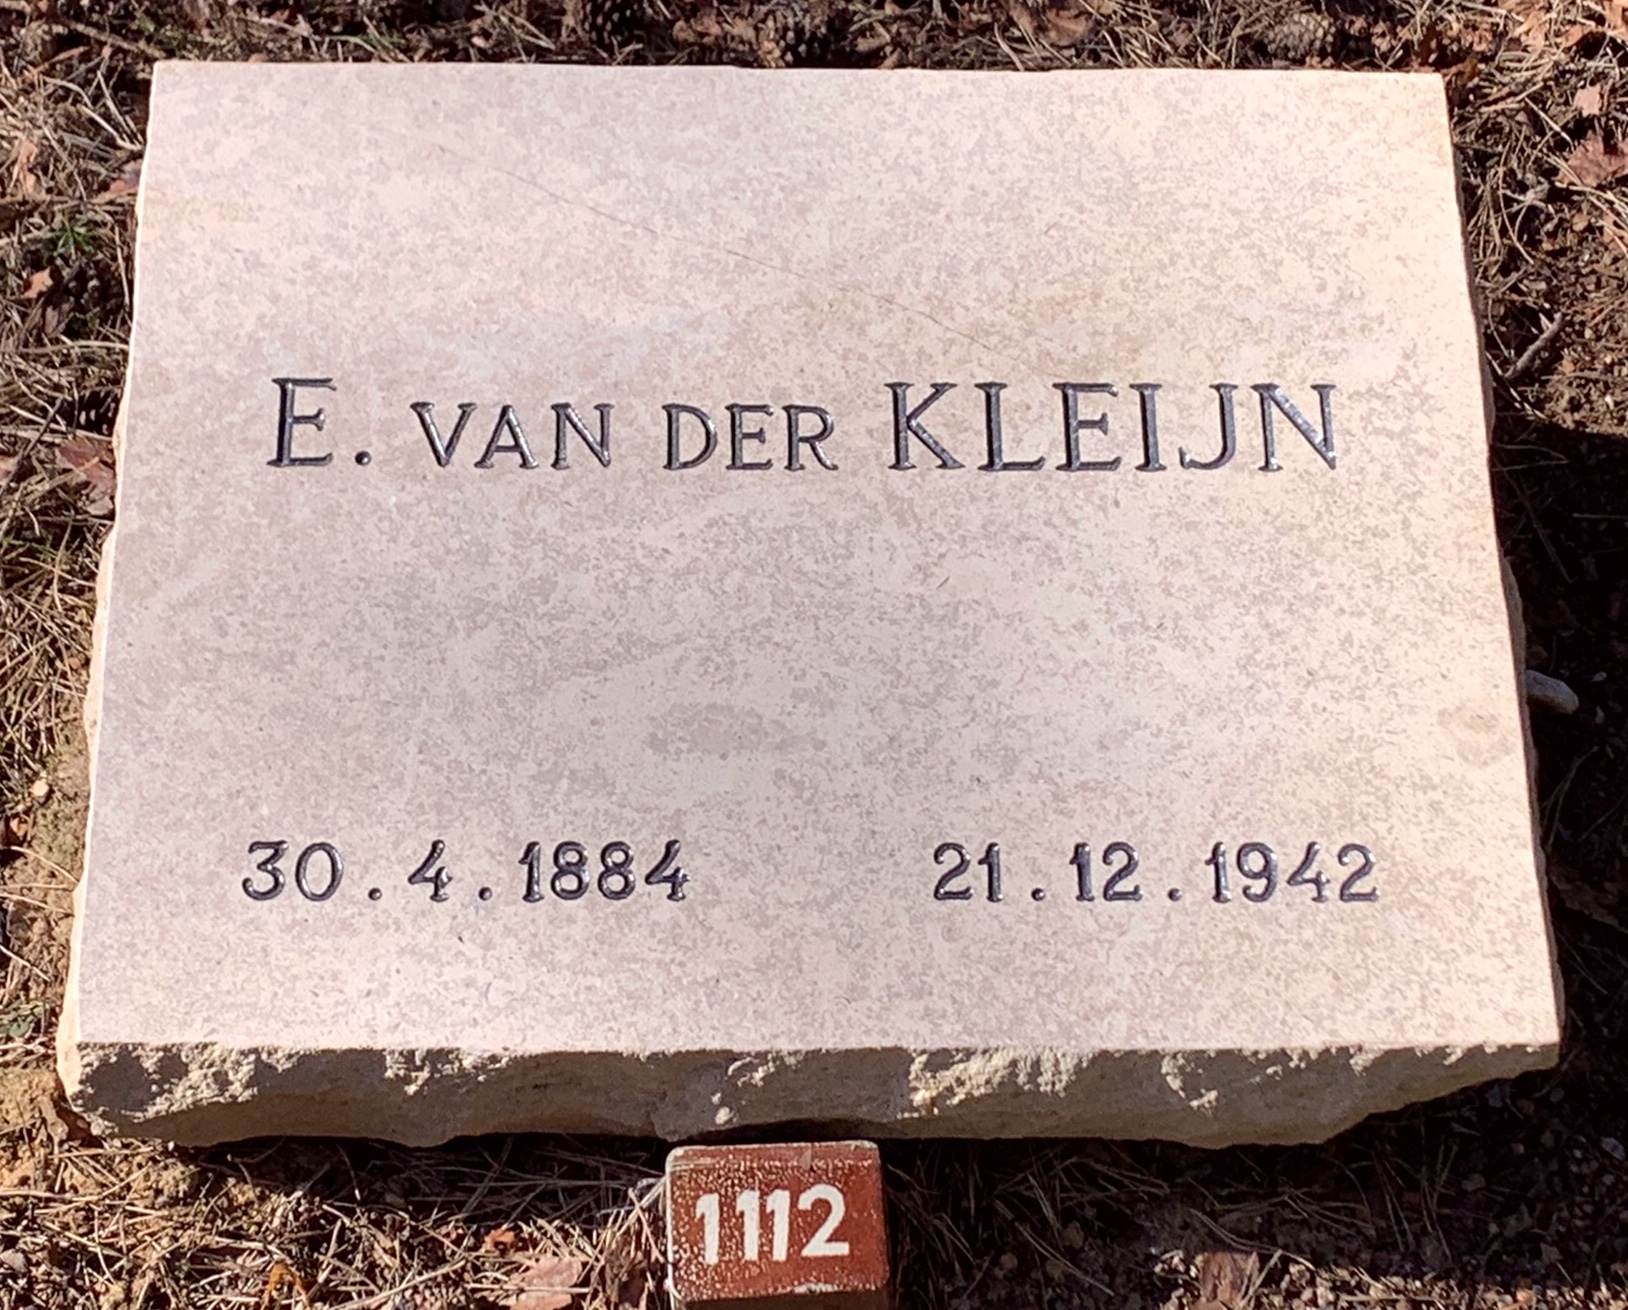 E. VAN DER KLEIJN
30.4.1884 21.12.1942
1112